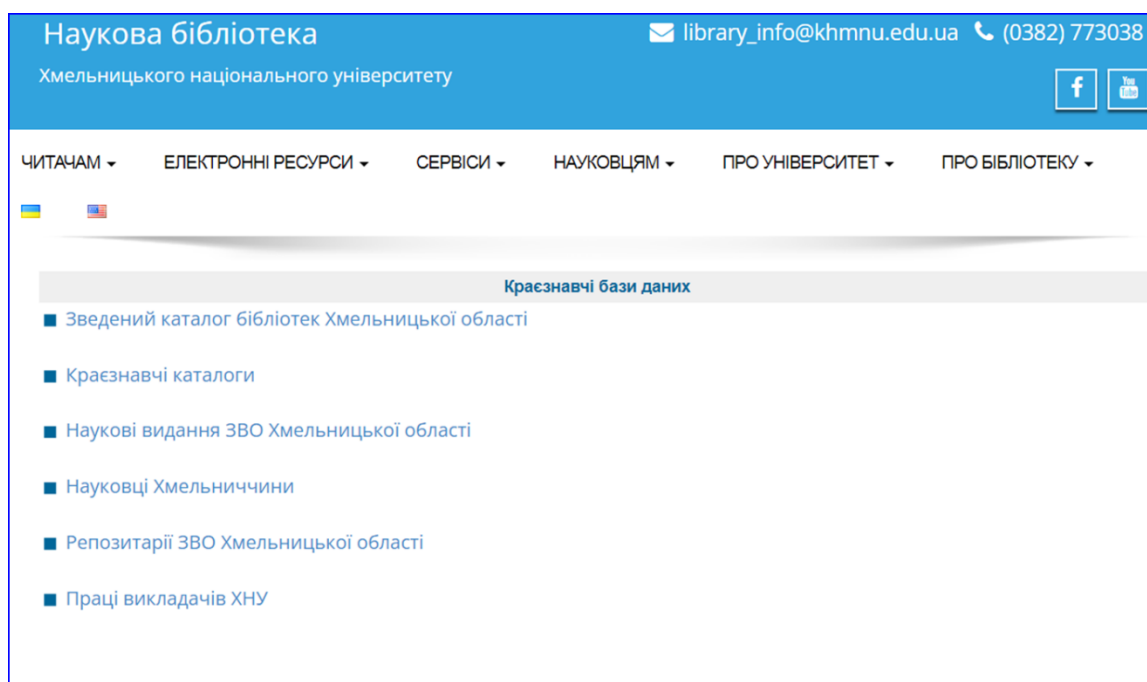 Наукова бібліотека
library_info@khmnu.edu.ua (0382) 773038
Хмельницького національного університету
f You Tube
ЧИТАЧАМ ЕЛЕКТРОННІ РЕСУРСИ СЕРВІСИ НАУКОВЦЯМ ПРО УНІВЕРСИТЕТ ПРО БІБЛІОТЕКУ
Краєзнавчі бази даних
Зведений каталог бібліотек Хмельницької області
Краєзнавчі каталоги
Наукові видання ЗВО Хмельницької області
Науковці Хмельниччини
Репозитарії ЗВО Хмельницької області
Праці викладачів ХНУ